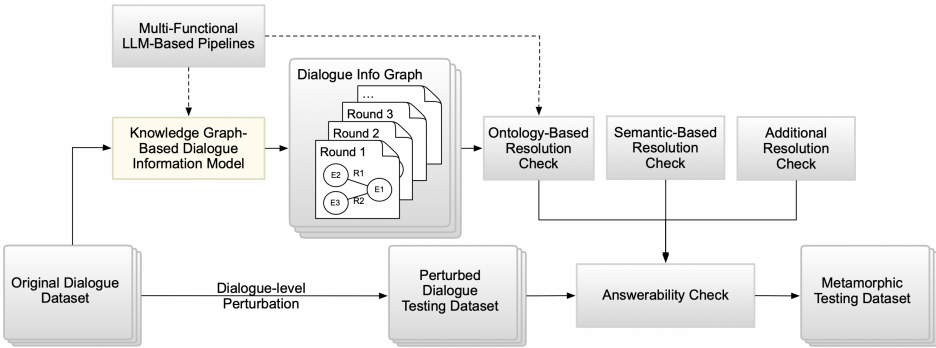 Multi-Functional
LLM-Based Pipelines
Knowledge Graph-
Based Dialogue
Information Model
Dialogue Info Graph
...
Round 3
Round 2
Round 1
E2
R1
E1
E3
R2
Ontology-Based
Resolution
Check
Semantic-Based
Resolution
Check
Additional
Resolution
Check
Original Dialogue
Dataset
Dialogue-level
Perturbation
Perturbed
Dialogue
Testing Dataset
Answerability Check
Metamorphic
Testing Dataset